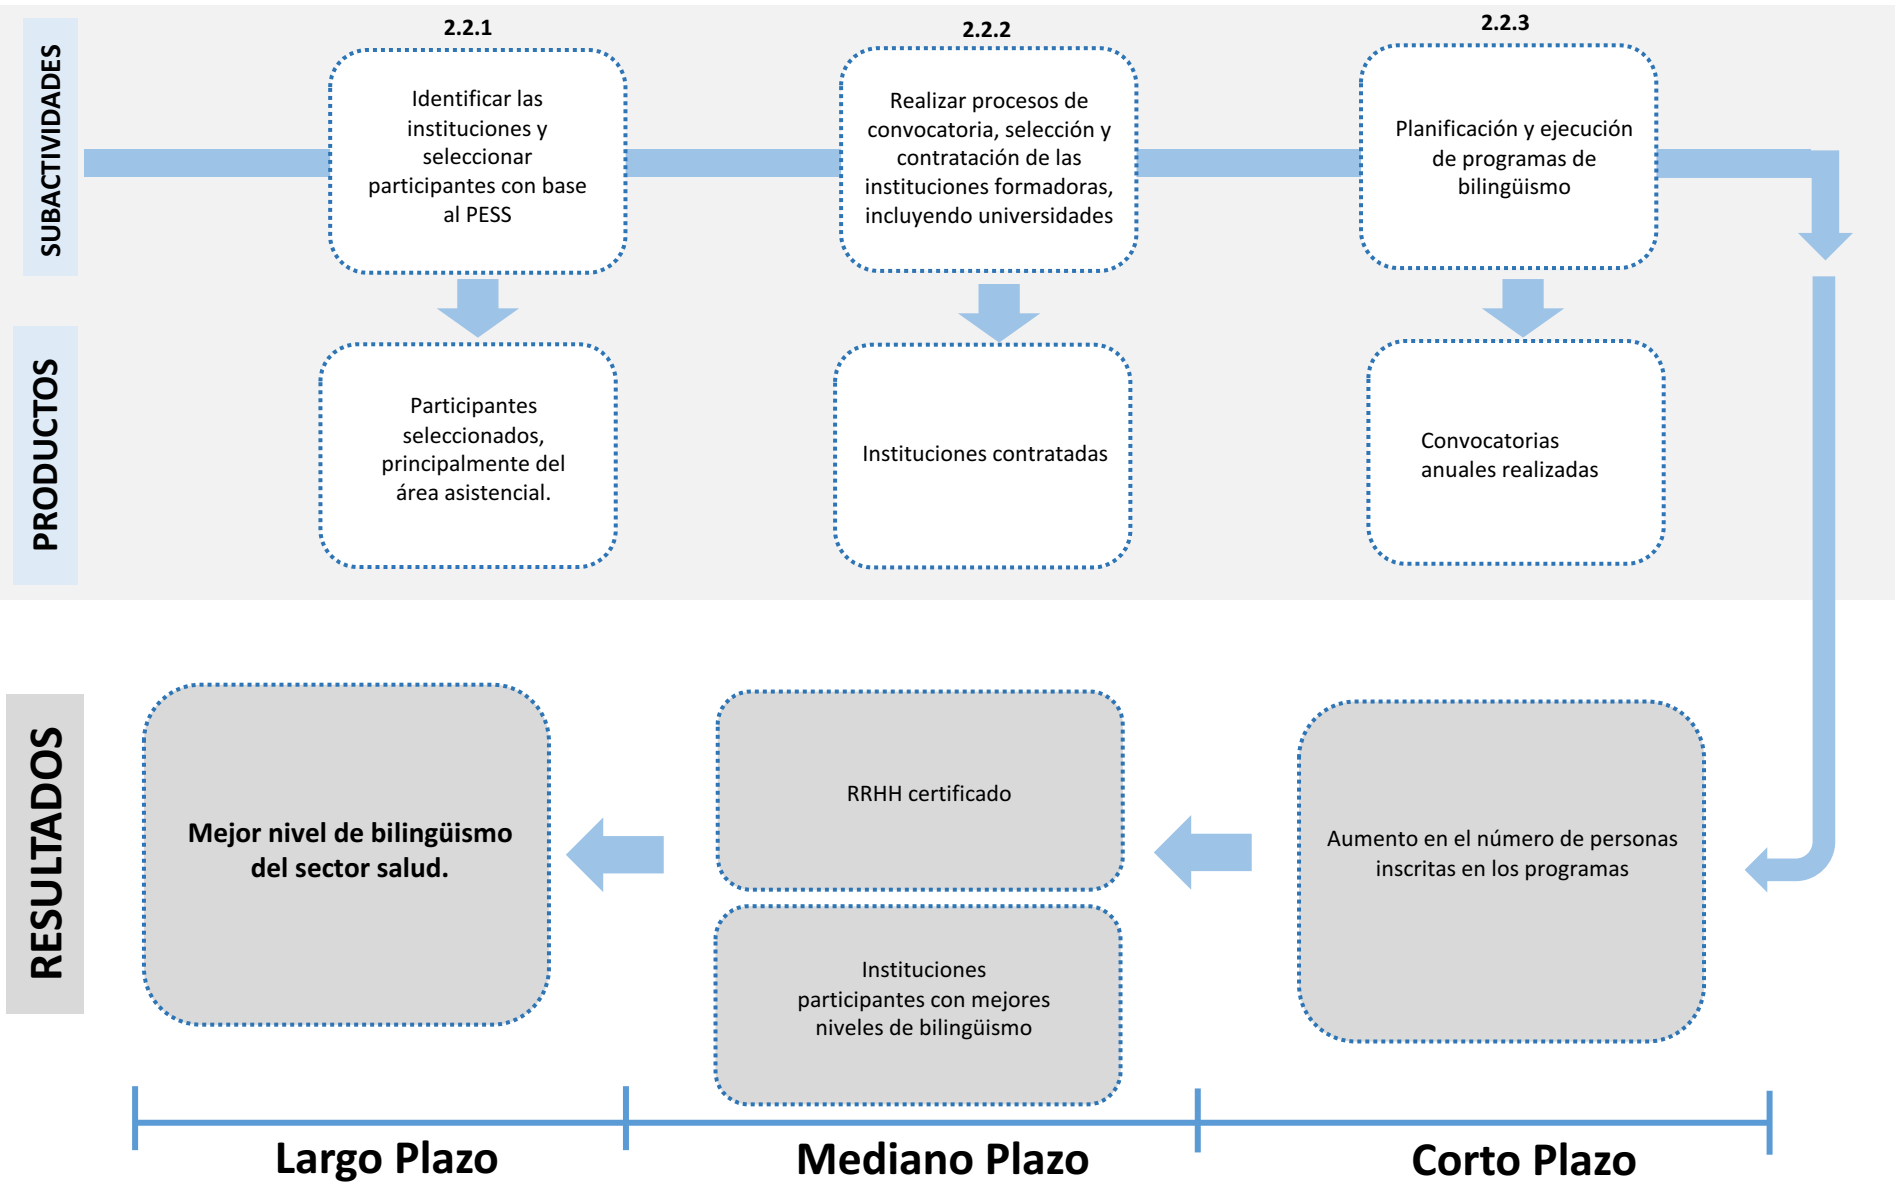 SUBACTIVIDADES
2.2.1
Identificar las
instituciones y
seleccionar
participantes con base
al PESS
2.2.2
Realizar procesos de
convocatoria, selección y
contratación de las
instituciones formadoras,
incluyendo universidades
2.2.3
Planificación y ejecución
de programas de
bilingüismo
PRODUCTOS
Participantes
seleccionados,
principalmente del
área asistencial.
Instituciones contratadas
Convocatorias
anuales realizadas
RESULTADOS
Mejor nivel de bilingüismo
del sector salud.
RRHH certificado
Instituciones
participantes con mejores
niveles de bilingüismo
Aumento en el número de personas
inscritas en los programas
Largo Plazo
Mediano Plazo
Corto Plazo